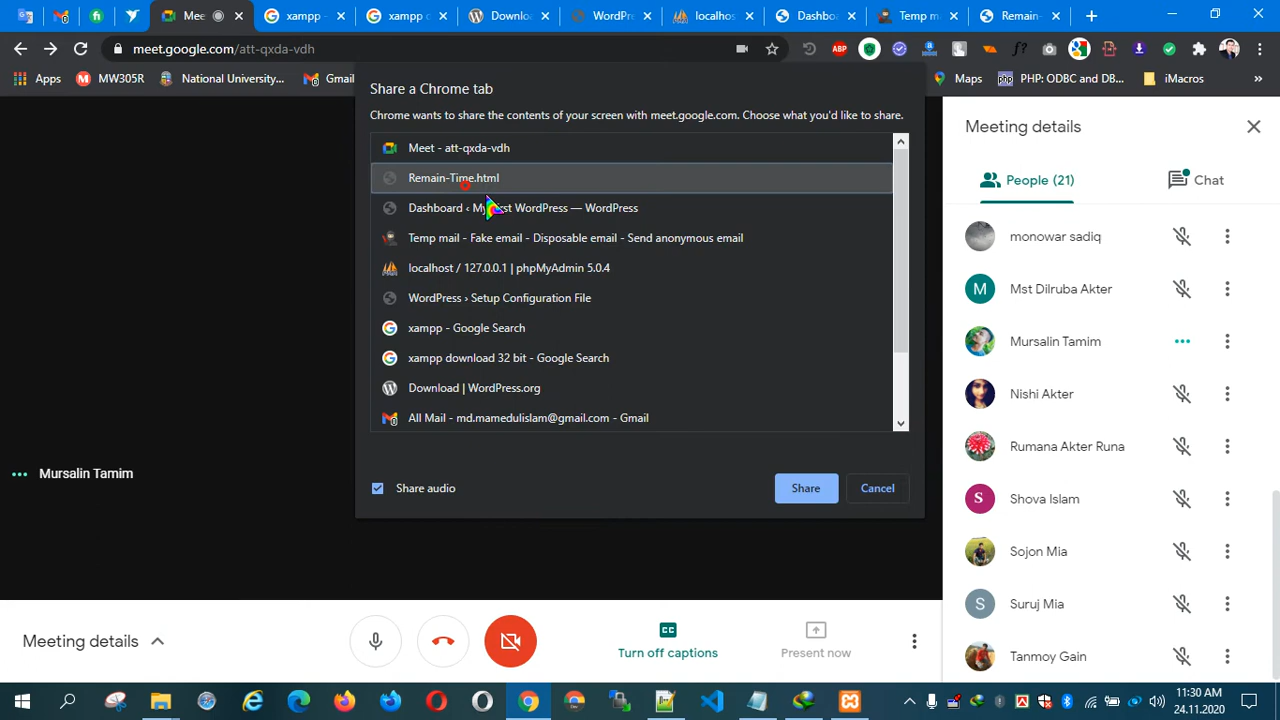 Mee
xampp -
xampp d
Downlo
WordPre
localhos
Dashbo
Temp m
Remain-
meet.google.com/att-qxda-vdh
ABP
f?
Apps
MW305R
National University...
Gmail
Maps
php
PHP: ODBC and DB...
iMacros
»
Share a Chrome tab
Chrome wants to share the contents of your screen with meet.google.com. Choose what you'd like to share.
Meet - att-qxda-vdh
Remain-Time.html
Dashboard ‹ My First WordPress — WordPress
Temp mail - Fake email - Disposable email - Send anonymous email
localhost / 127.0.0.1 | phpMyAdmin 5.0.4
WordPress › Setup Configuration File
xampp - Google Search
xampp download 32 bit - Google Search
Download | WordPress.org
All Mail - md.mamedulislam@gmail.com - Gmail
Share audio
Share
Cancel
Mursalin Tamim
Meeting details
People (21)
Chat
monowar sadiq
M
Mst Dilruba Akter
Mursalin Tamim
Nishi Akter
Rumana Akter Runa
S
Shova Islam
Sojon Mia
S
Suruj Mia
Tanmoy Gain
Meeting details
CC
Turn off captions
Present now
11:30 AM
24.11.2020